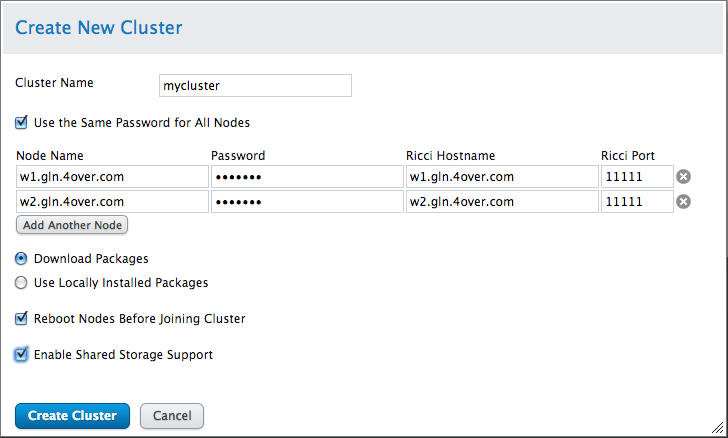 Create New Cluster
Cluster Name mycluster
Use the Same Password for All Nodes
Node Name Password Ricci Hostname Ricci Port
w1.gln.4over.com ••••••• w1.gln.4over.com 11111
w2.gln.4over.com ••••••• w2.gln.4over.com 11111
Add Another Node
Download Packages
Use Locally Installed Packages
Reboot Nodes Before Joining Cluster
Enable Shared Storage Support
Create Cluster Cancel